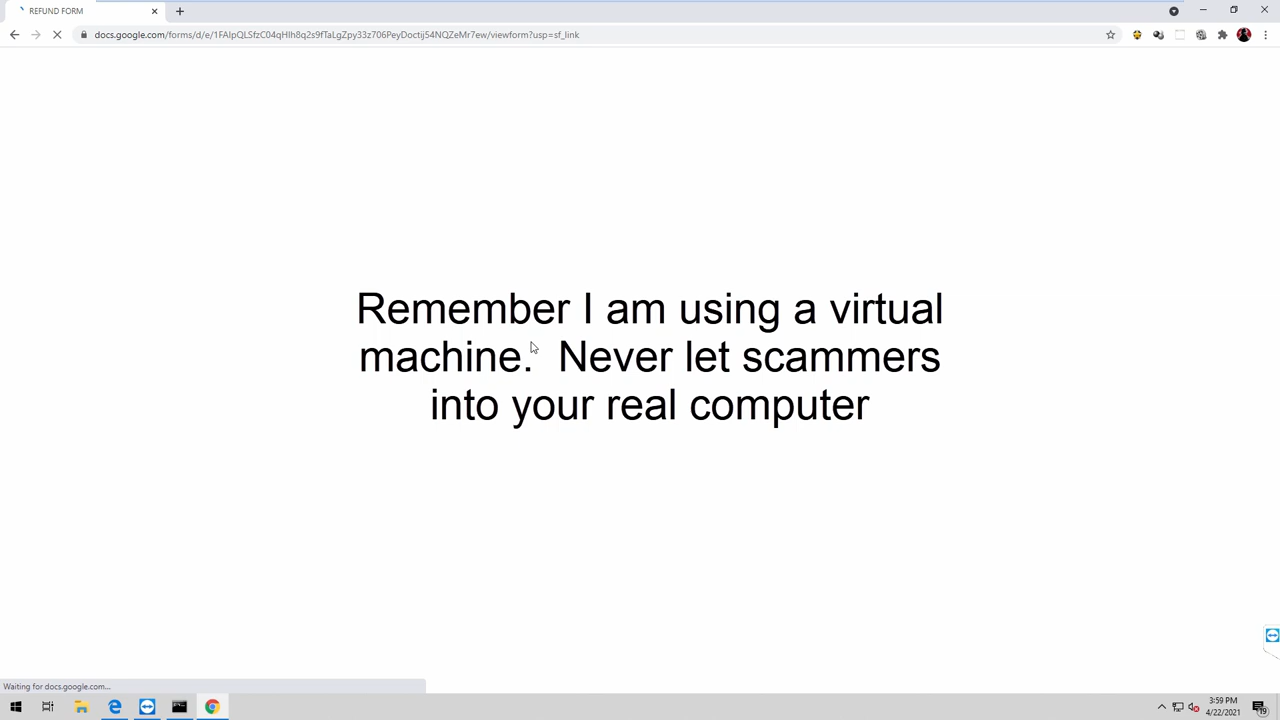 REFUND FORM
docs.google.com/forms/d/e/1FAIpQLSfzC04qHIh8q2s9fTaLgZpy33z706PeyDoctij54NQZeMr7ew/viewform?usp=sf_link
Remember I am using a virtual
machine.  Never let scammers
into your real computer
Waiting for docs.google.com...
3:59 PM
4/22/2021
19